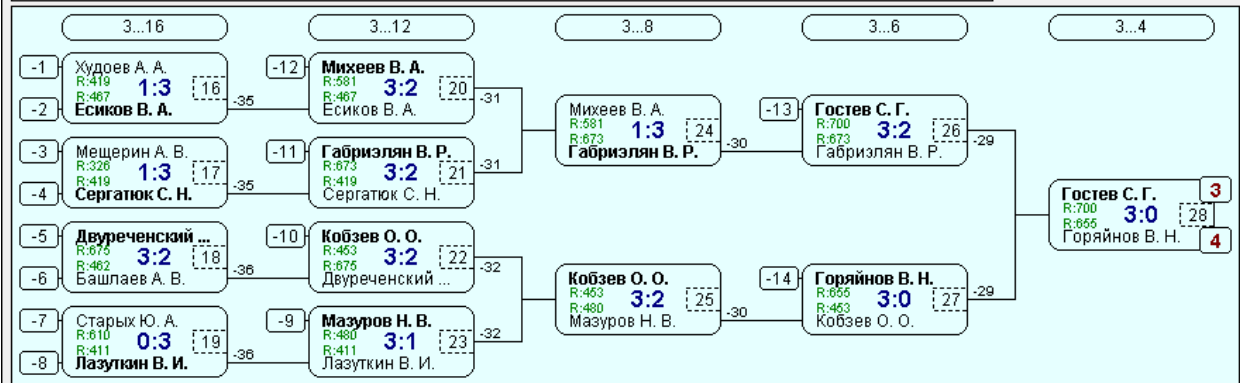 3...16
3...12
3...8
3...6
3...4
-1
Худоев А. А.
R:419
1:3
16
R:467
-2
Есиков В. А.
-35
-12
Михеев В. А.
R:581
3:2
20
R:467
Есиков В. А.
-31
-3
Мещерин А. В.
R:326
1:3
17
R:419
-4
Сергатюк С. Н.
-35
-11
Габриэлян В. Р.
R:673
3:2
21
R:419
Сергатюк С. Н.
-31
Михеев В. А.
R:581
1:3
24
R:673
Габриэлян В. Р.
-30
-13
Гостев С. Г.
R:700
3:2
26
R:673
Габриэлян В. Р.
-29
-5
Двуреченский ...
R:675
3:2
18
R:462
-6
Башлаев А. В.
-36
-10
Кобзев О. О.
R:453
3:2
22
R:675
Двуреченский ...
-32
-7
Старых Ю. А.
R:610
0:3
19
R:411
-8
Лазуткин В. И.
-36
-9
Мазуров Н. В.
R:480
3:1
23
R:411
Лазуткин В. И.
-32
Кобзев О. О.
R:453
3:2
25
R:480
Мазуров Н. В.
-30
-14
Горяйнов В. Н.
R:655
3:0
27
R:453
Кобзев О. О.
-29
Гостев С. Г.
3
R:700
3:0
28
R:655
Горяйнов В. Н.
4